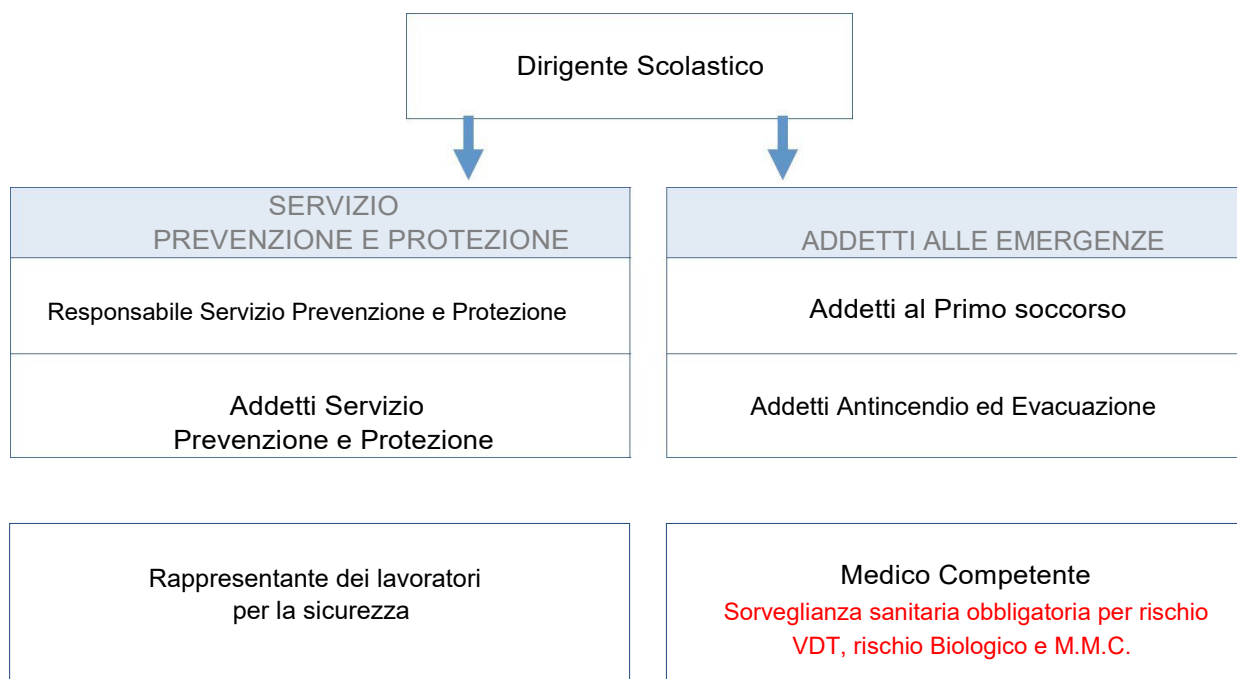 Dirigente Scolastico
SERVIZIO
PREVENZIONE E PROTEZIONE
Responsabile Servizio Prevenzione e Protezione
Addetti Servizio
Prevenzione e Protezione
ADDETTI ALLE EMERGENZE
Addetti al Primo soccorso
Addetti Antincendio ed Evacuazione
Rappresentante dei lavoratori
per la sicurezza
Medico Competente
Sorveglianza sanitaria obbligatoria per rischio
VDT, rischio Biologico e M.M.C.